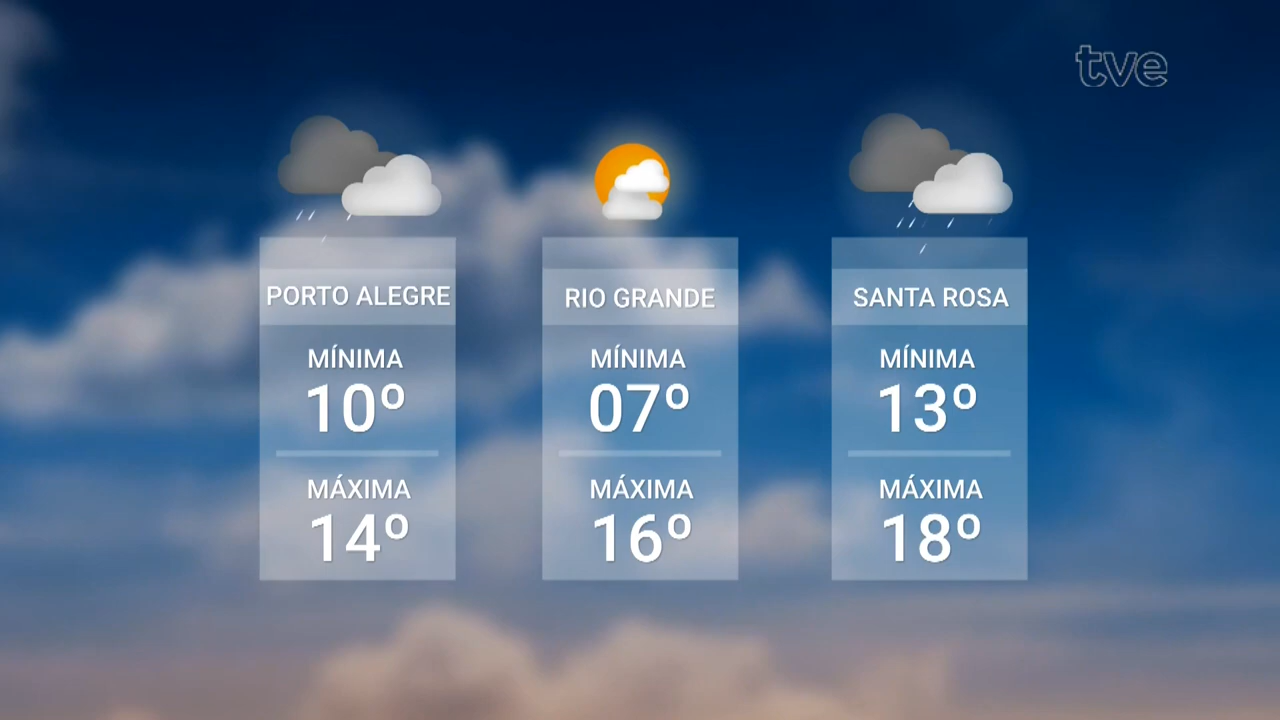 tve
PORTO ALEGRE
MÍNIMA
10º
MÁXIMA
14º
RIO GRANDE
MÍNIMA
07º
MÁXIMA
16º
SANTA ROSA
MÍNIMA
13º
MÁXIMA
18º